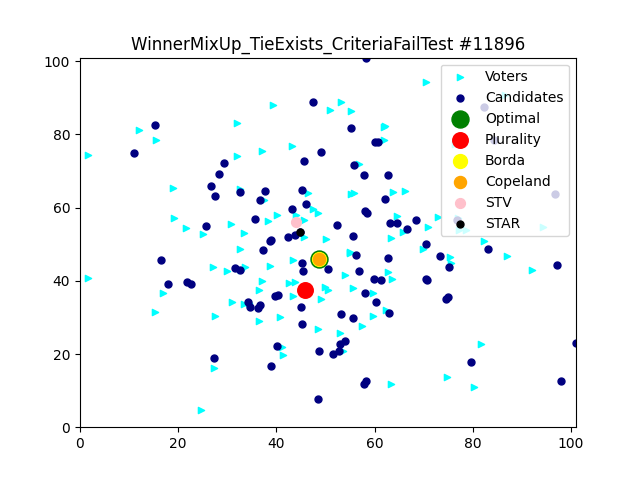 WinnerMixUp_TieExists_CriteriaFailTest #11896
100
80
60
40
20
0
0
20
40
60
80
100
Voters
Candidates
Optimal
Plurality
Borda
Copeland
STV
STAR